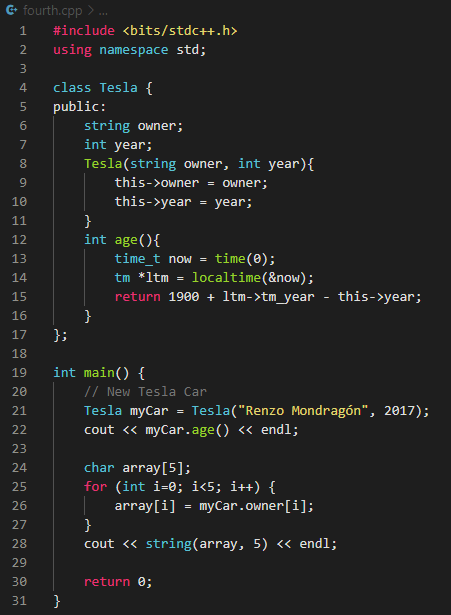 fourth.cpp > ...
1 #include <bits/stdc++.h>
2 using namespace std;
3
4 class Tesla {
5 public:
6     string owner;
7     int year;
8     Tesla(string owner, int year){
9         this->owner = owner;
10         this->year = year;
11     }
12     int age(){
13         time_t now = time(0);
14         tm *ltm = localtime(&now);
15         return 1900 + ltm->tm_year - this->year;
16     }
17 };
18
19 int main() {
20     // New Tesla Car
21     Tesla myCar = Tesla("Renzo Mondragón", 2017);
22     cout << myCar.age() << endl;
23
24     char array[5];
25     for (int i=0; i<5; i++) {
26         array[i] = myCar.owner[i];
27     }
28     cout << string(array, 5) << endl;
29
30     return 0;
31 }